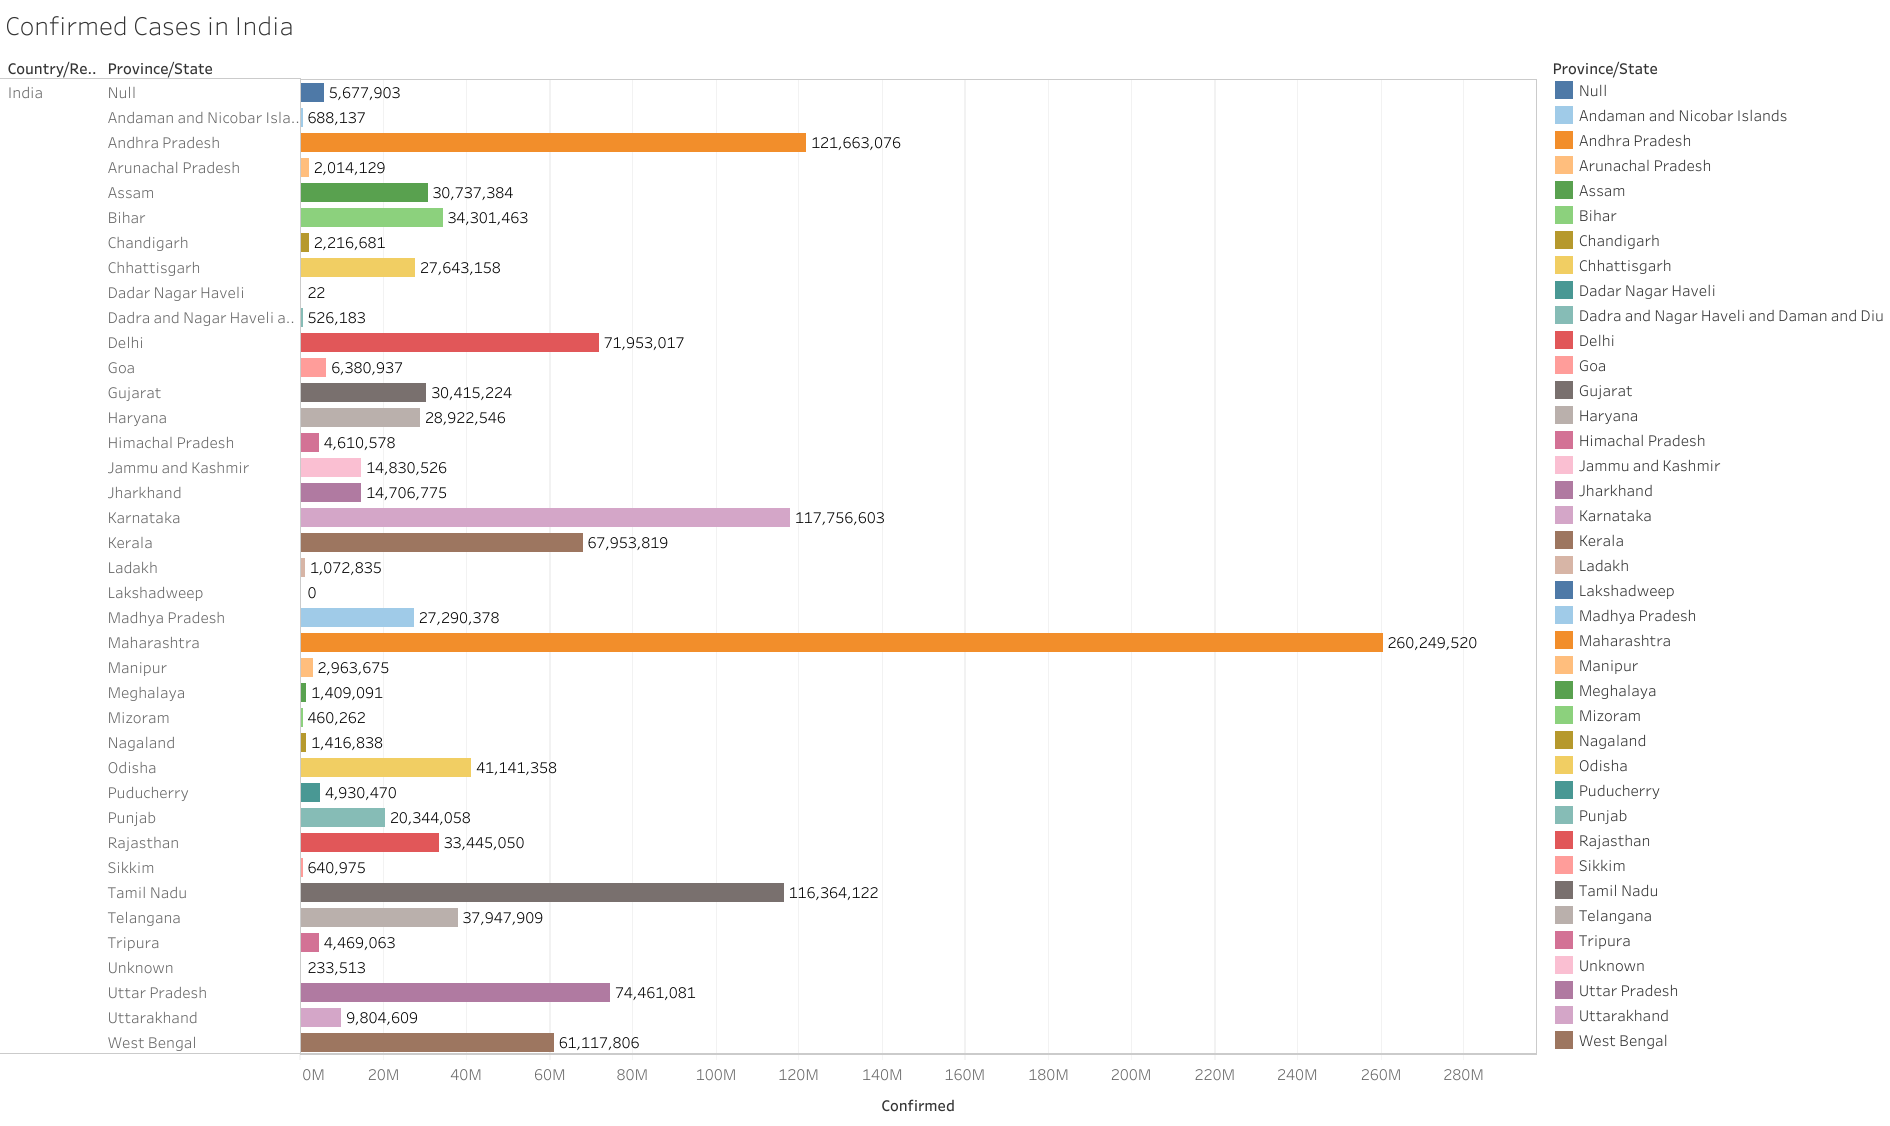 Confirmed Cases in India
Country/Re.. Province/State
India Null 5,677,903
Andaman and Nicobar Isla.. 688,137
Andhra Pradesh 121,663,076
Arunachal Pradesh 2,014,129
Assam 30,737,384
Bihar 34,301,463
Chandigarh 2,216,681
Chhattisgarh 27,643,158
Dadar Nagar Haveli 22
Dadra and Nagar Haveli a.. 526,183
Delhi 71,953,017
Goa 6,380,937
Gujarat 30,415,224
Haryana 28,922,546
Himachal Pradesh 4,610,578
Jammu and Kashmir 14,830,526
Jharkhand 14,706,775
Karnataka 117,756,603
Kerala 67,953,819
Ladakh 1,072,835
Lakshadweep 0
Madhya Pradesh 27,290,378
Maharashtra 260,249,520
Manipur 2,963,675
Meghalaya 1,409,091
Mizoram 460,262
Nagaland 1,416,838
Odisha 41,141,358
Puducherry 4,930,470
Punjab 20,344,058
Rajasthan 33,445,050
Sikkim 640,975
Tamil Nadu 116,364,122
Telangana 37,947,909
Tripura 4,469,063
Unknown 233,513
Uttar Pradesh 74,461,081
Uttarakhand 9,804,609
West Bengal 61,117,806
0M 20M 40M 60M 80M 100M 120M 140M 160M 180M 200M 220M 240M 260M 280M
Confirmed
Province/State
Null
Andaman and Nicobar Islands
Andhra Pradesh
Arunachal Pradesh
Assam
Bihar
Chandigarh
Chhattisgarh
Dadar Nagar Haveli
Dadra and Nagar Haveli and Daman and Diu
Delhi
Goa
Gujarat
Haryana
Himachal Pradesh
Jammu and Kashmir
Jharkhand
Karnataka
Kerala
Ladakh
Lakshadweep
Madhya Pradesh
Maharashtra
Manipur
Meghalaya
Mizoram
Nagaland
Odisha
Puducherry
Punjab
Rajasthan
Sikkim
Tamil Nadu
Telangana
Tripura
Unknown
Uttar Pradesh
Uttarakhand
West Bengal